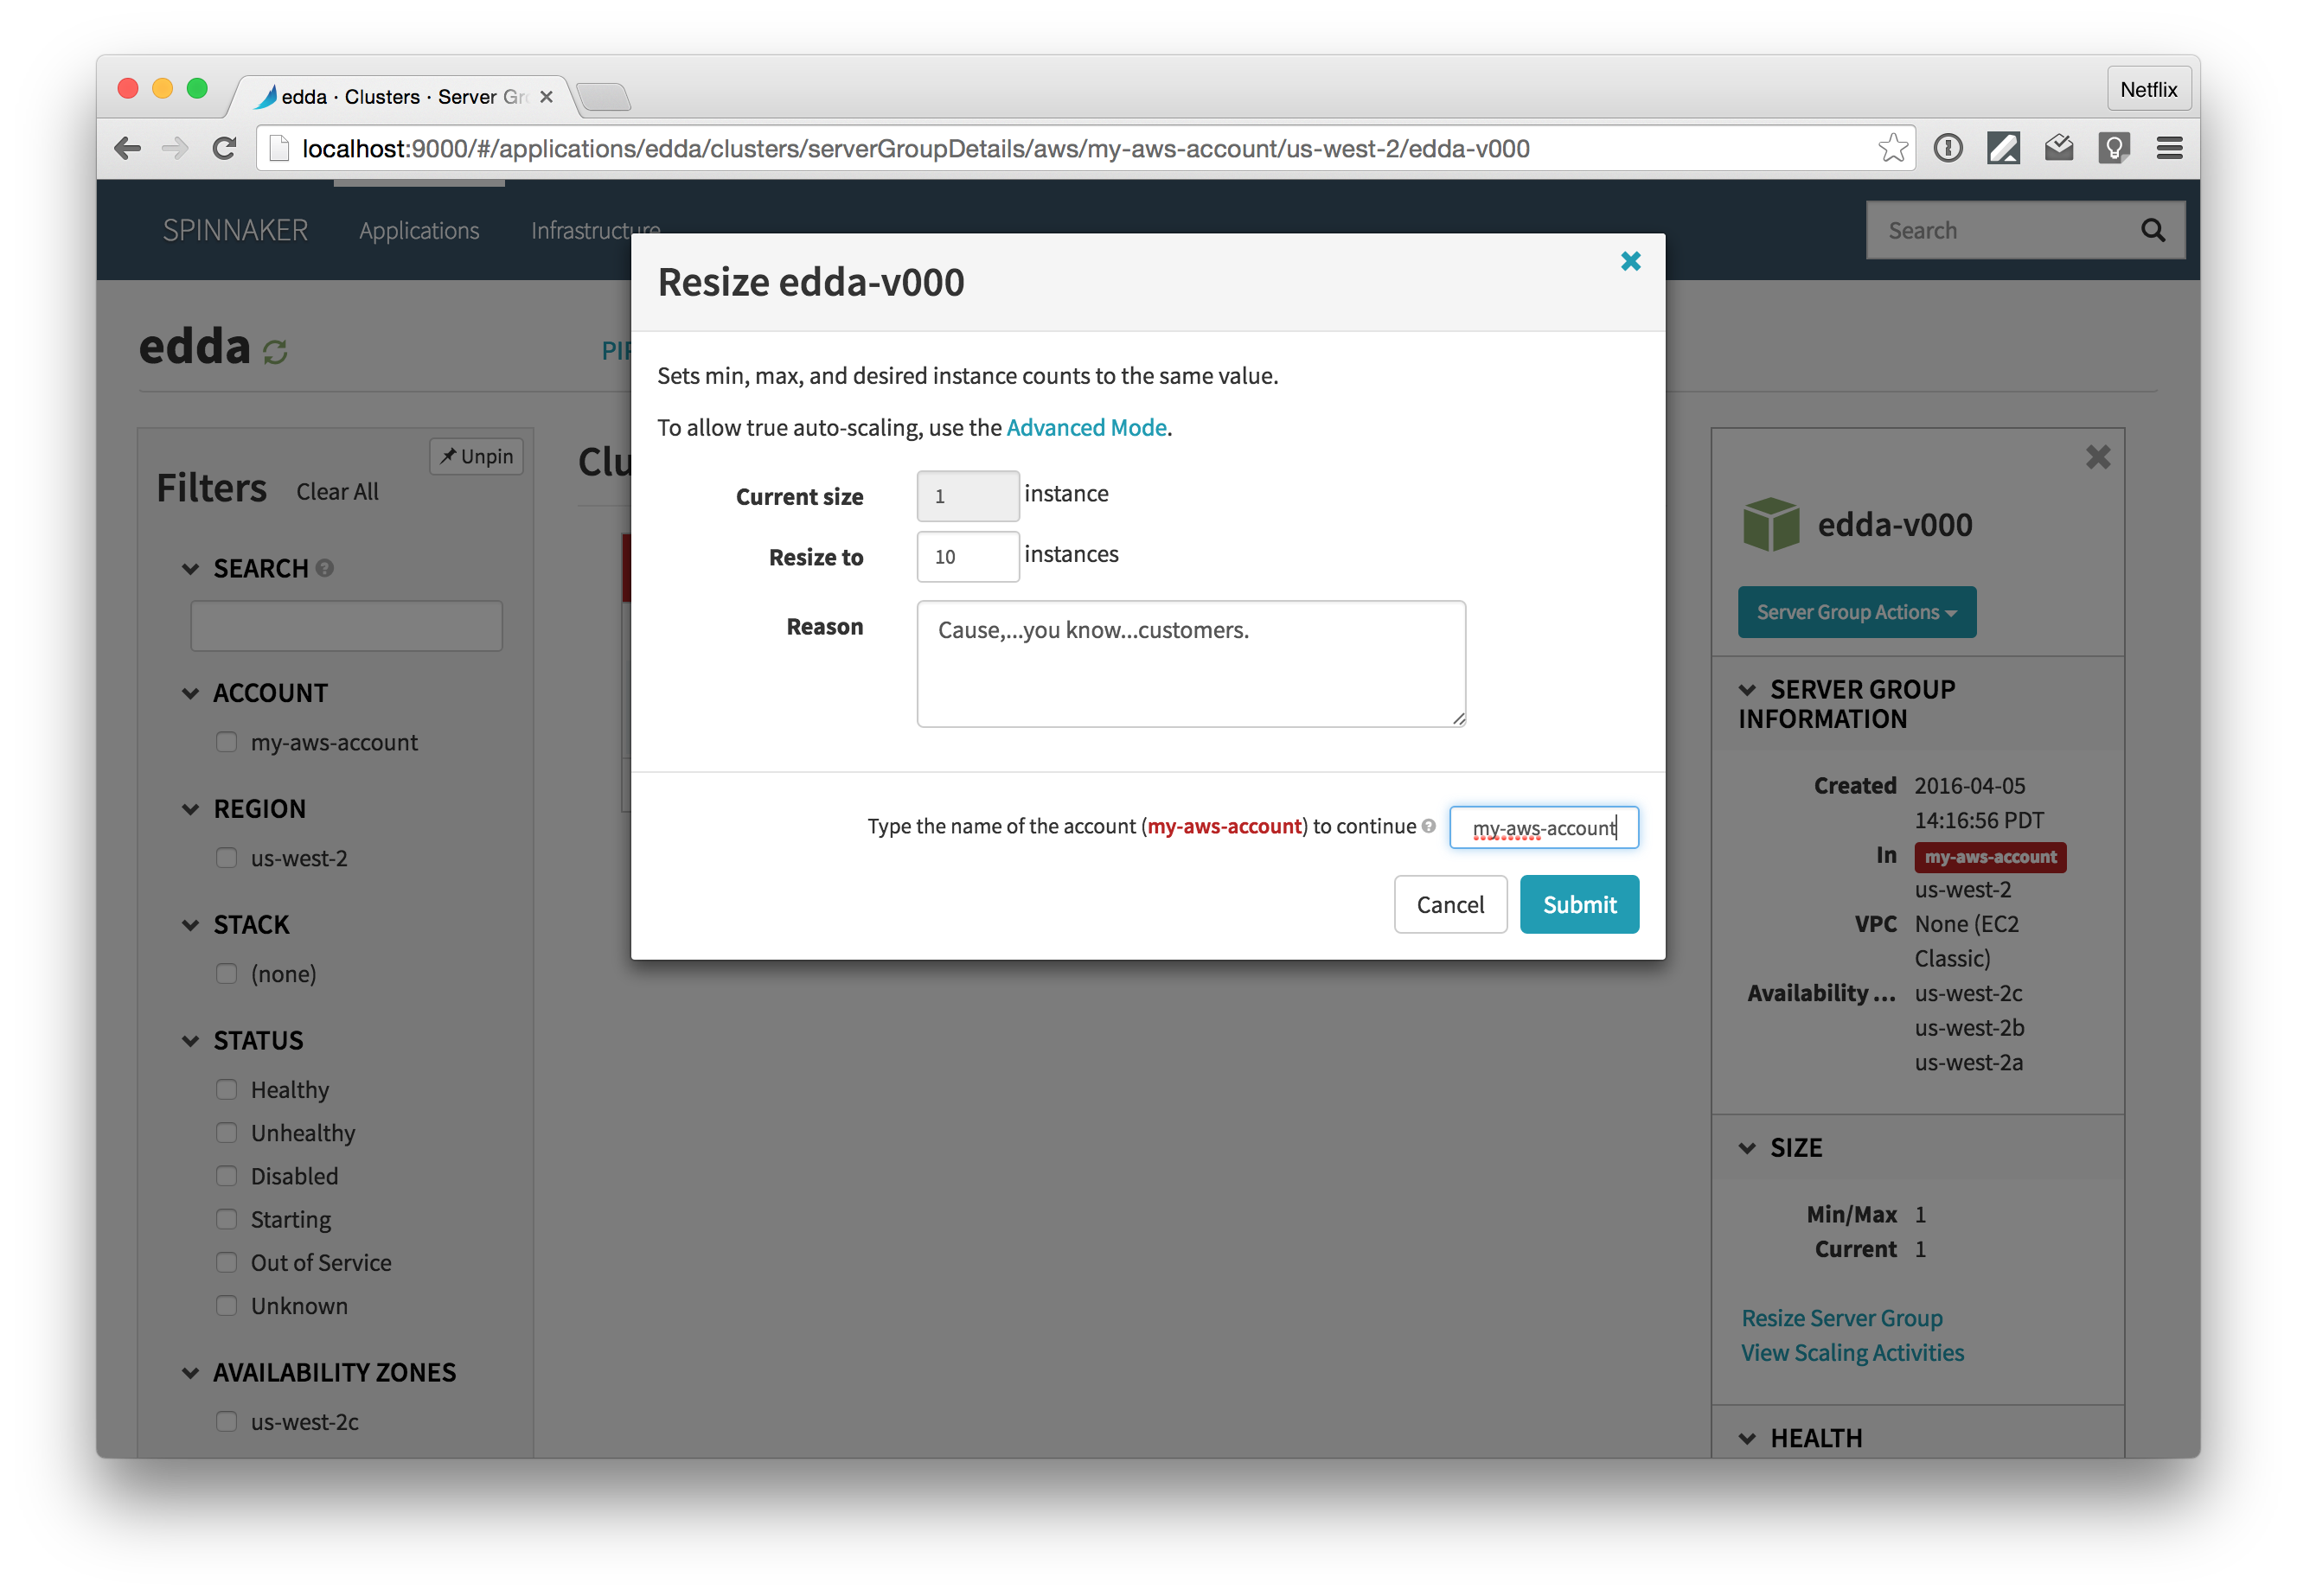 edda · Clusters · Server Gr
Netflix
localhost:9000/#/applications/edda/clusters/serverGroupDetails/aws/my-aws-account/us-west-2/edda-v000
SPINNAKER
Applications
Infrastructure
Search
edda
Resize edda-v000
Sets min, max, and desired instance counts to the same value.
To allow true auto-scaling, use the Advanced Mode.
Current size 1 instance
Resize to 10 instances
Reason Cause,...you know...customers.
Type the name of the account (my-aws-account) to continue my-aws-account
Cancel
Submit
Unpin
Filters Clear All
SEARCH
ACCOUNT
my-aws-account
REGION
us-west-2
STACK
(none)
STATUS
Healthy
Unhealthy
Disabled
Starting
Out of Service
Unknown
AVAILABILITY ZONES
us-west-2c
edda-v000
Server Group Actions
SERVER GROUP
INFORMATION
Created 2016-04-05
14:16:56 PDT
In my-aws-account
us-west-2
VPC None (EC2
Classic)
Availability ... us-west-2c
us-west-2b
us-west-2a
SIZE
Min/Max 1
Current 1
Resize Server Group
View Scaling Activities
HEALTH